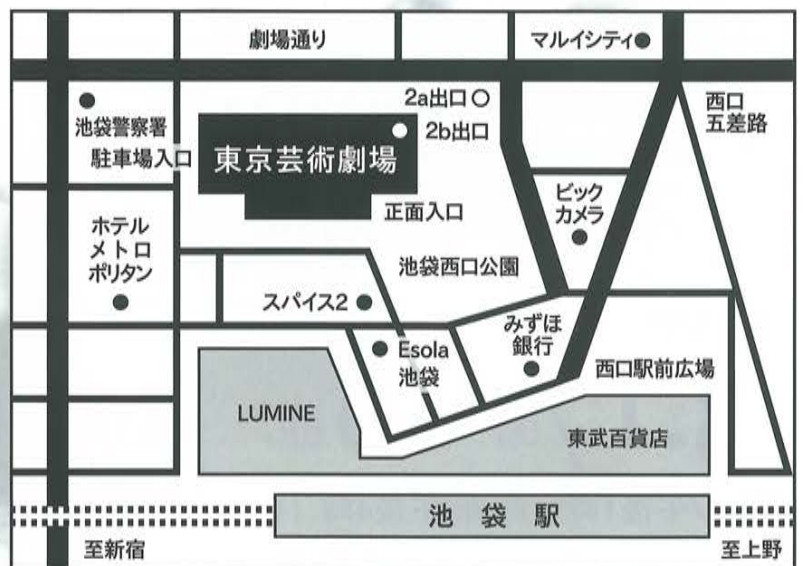 劇場通り
マルイシティ
2a出口
池袋警察署
2b出口
西口
五差路
駐車場入口
東京芸術劇場
ビック
カメラ
正面入口
ホテル
メトロ
ポリタン
池袋西口公園
スパイス2
みずほ
銀行
Esola
池袋
西口駅前広場
LUMINE
東武百貨店
池袋駅
至新宿
至上野